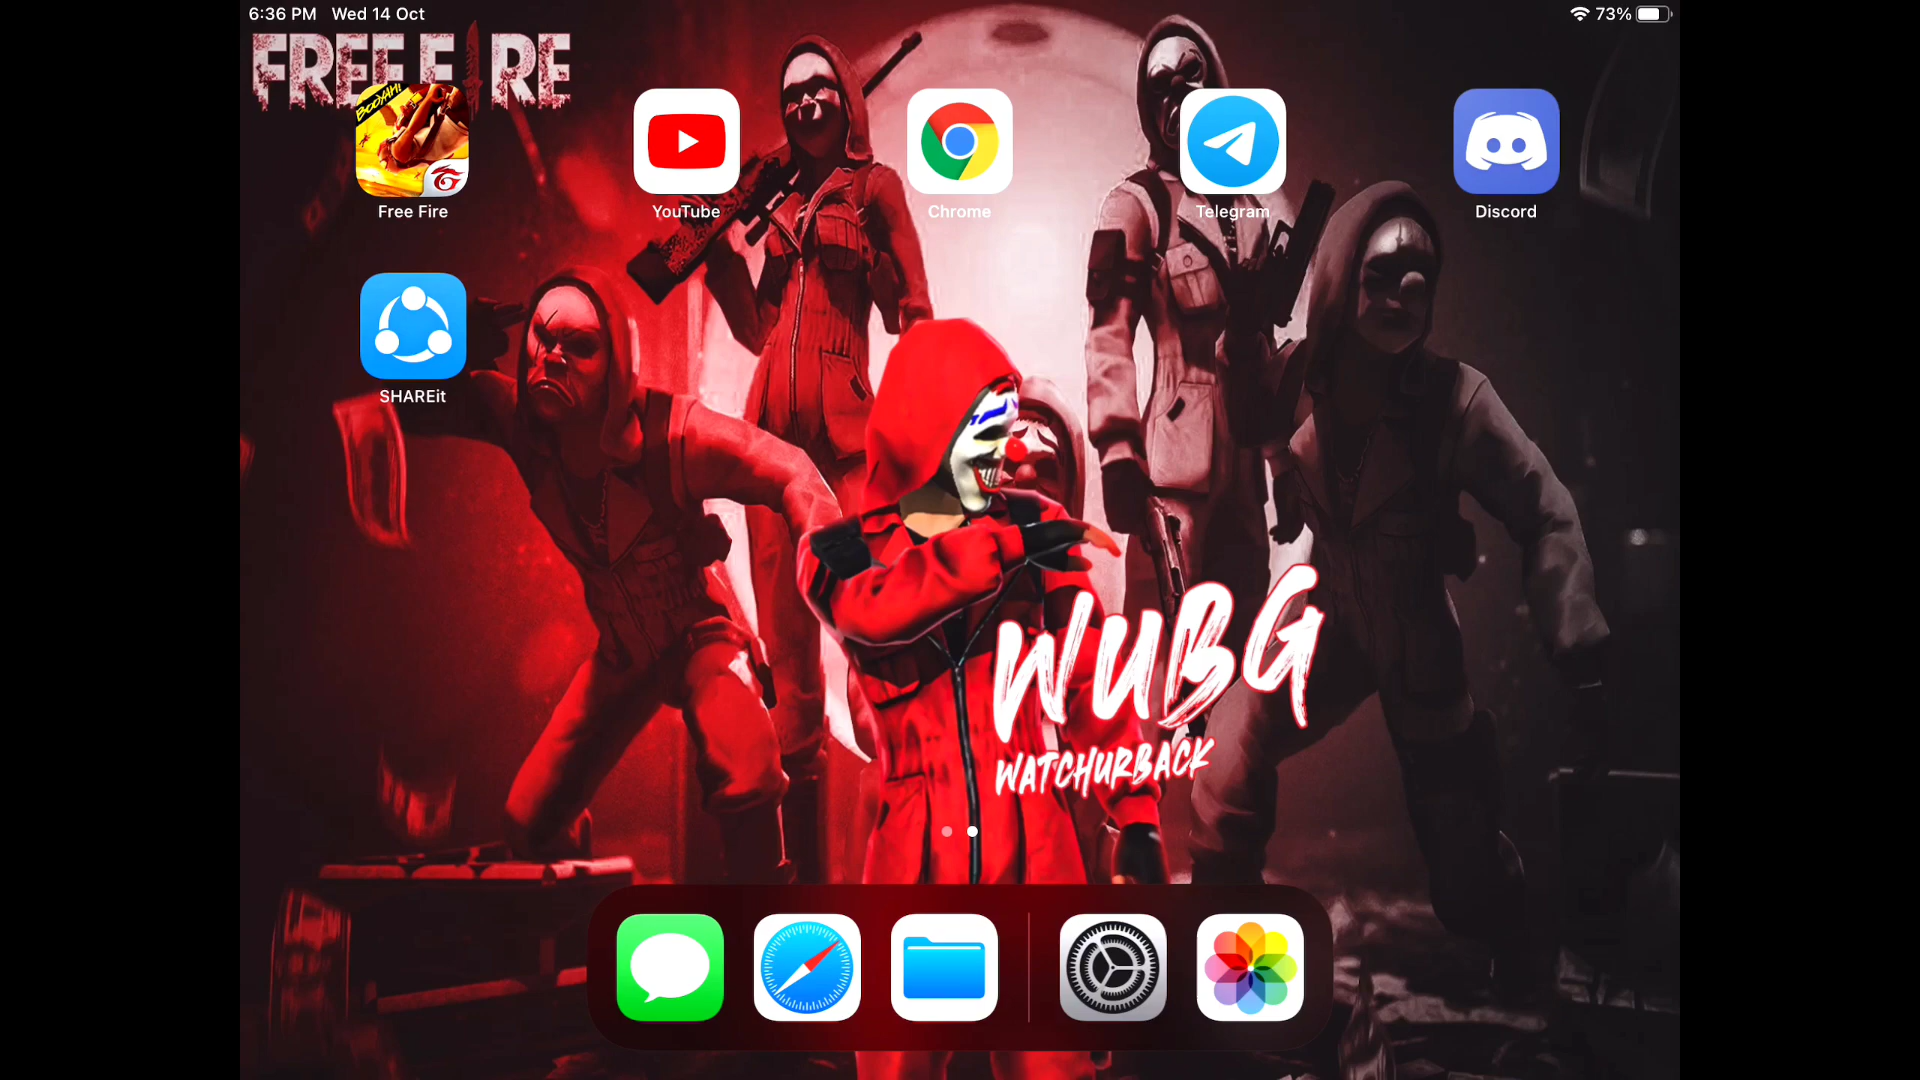 6:36 PM Wed 14 Oct
73%
FREE FIRE
BOOYAH!
Free Fire
YouTube
Chrome
Telegram
Discord
SHAREit
WUBG
WATCHURBACK